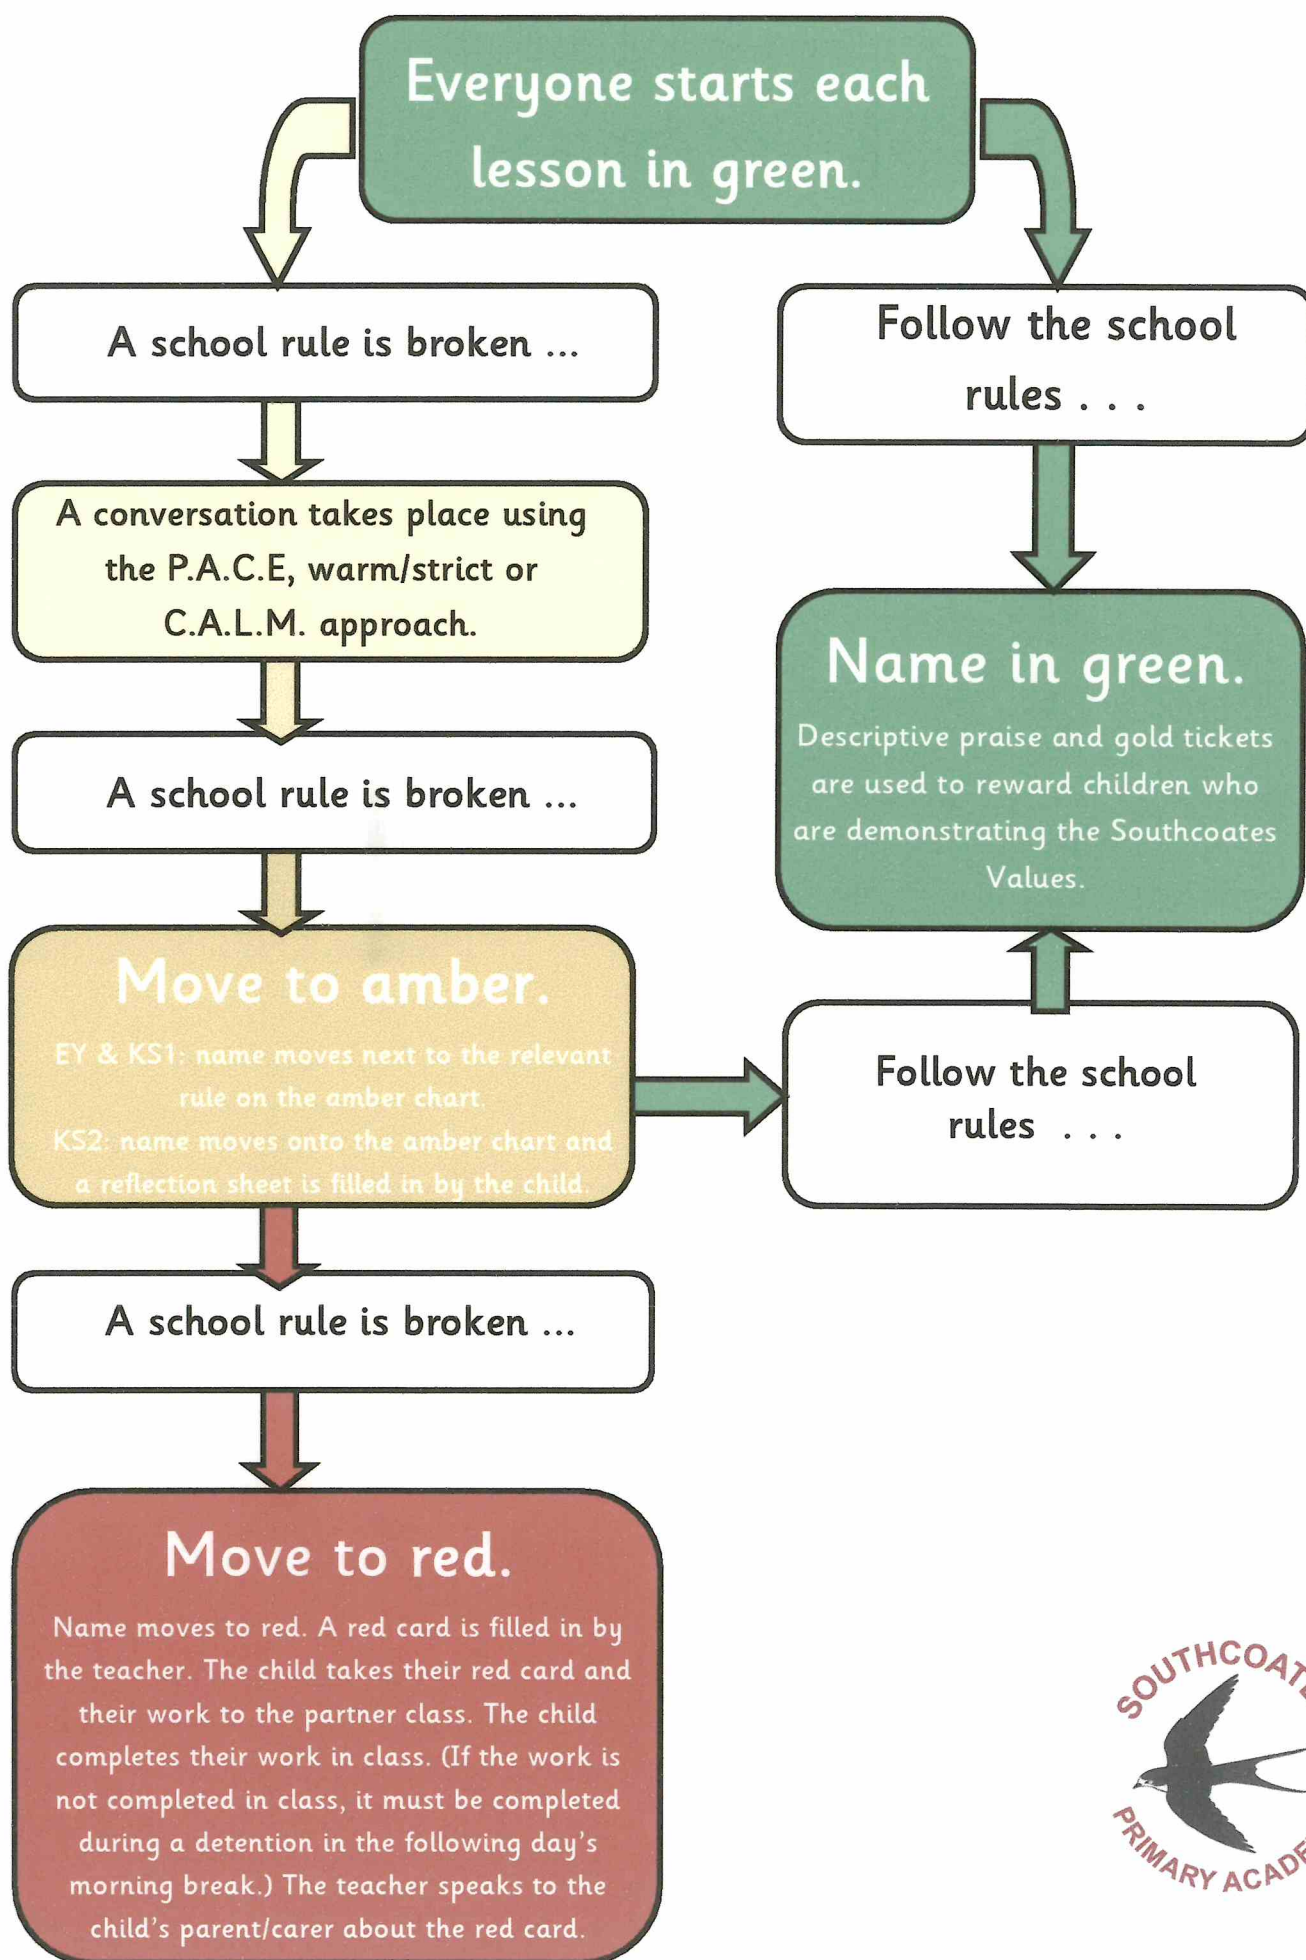 Everyone starts each
lesson in green.
A school rule is broken ...
A conversation takes place using
the P.A.C.E, warm/strict or
C.A.L.M. approach.
A school rule is broken ...
Move to amber.
EY & KS1: name moves next to the relevant
rule on the amber chart.
KS2: name moves onto the amber chart and
a reflection sheet is filled in by the child.
A school rule is broken ...
Move to red.
Name moves to red. A red card is filled in by
the teacher. The child takes their red card and
their work to the partner class. The child
completes their work in class. (If the work is
not completed in class, it must be completed
during a detention in the following day's
morning break.) The teacher speaks to the
child's parent/carer about the red card.
Follow the school
rules . . .
Name in green.
Descriptive praise and gold tickets
are used to reward children who
are demonstrating the Southcoates
Values.
Follow the school
rules . . .
PRIMARY